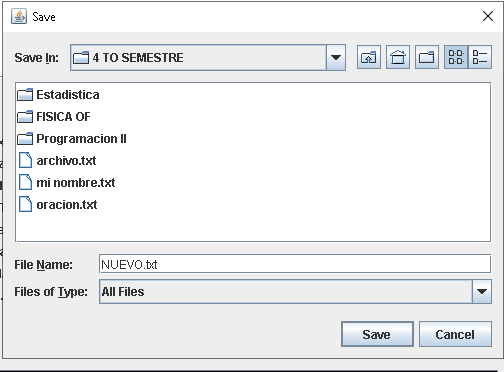 Save
Save In: 4 TO SEMESTRE
Estadistica
FISICA OF
Programacion II
archivo.txt
mi nombre.txt
oracion.txt
File Name: NUEVO.txt
Files of Type: All Files
Save Cancel